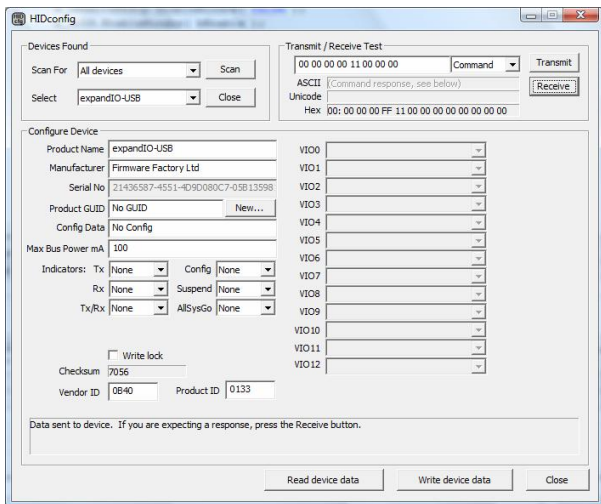 HIDconfig
Devices Found
Scan For All devices Scan
Select expandIO-USB Close
Transmit / Receive Test
00 00 00 00 11 00 00 00 Command Transmit
ASCII (Command response, see below) Receive
Unicode
Hex 00: 00 00 00 FF 11 00 00 00 00 00 00 00 00
Configure Device
Product Name expandIO-USB
Manufacturer Firmware Factory Ltd
Serial No 21436587-4551-4D9D080C7-05B13598
Product GUID No GUID New...
Config Data No Config
Max Bus Power mA 100
Indicators: Tx None Config None
Rx None Suspend None
Tx/Rx None AllSysGo None
Write lock
Checksum 7056
Vendor ID 0B40 Product ID 0133
VIO0
VIO1
VIO2
VIO3
VIO4
VIO5
VIO6
VIO7
VIO8
VIO9
VIO10
VIO11
VIO12
Data sent to device. If you are expecting a response, press the Receive button.
Read device data Write device data Close